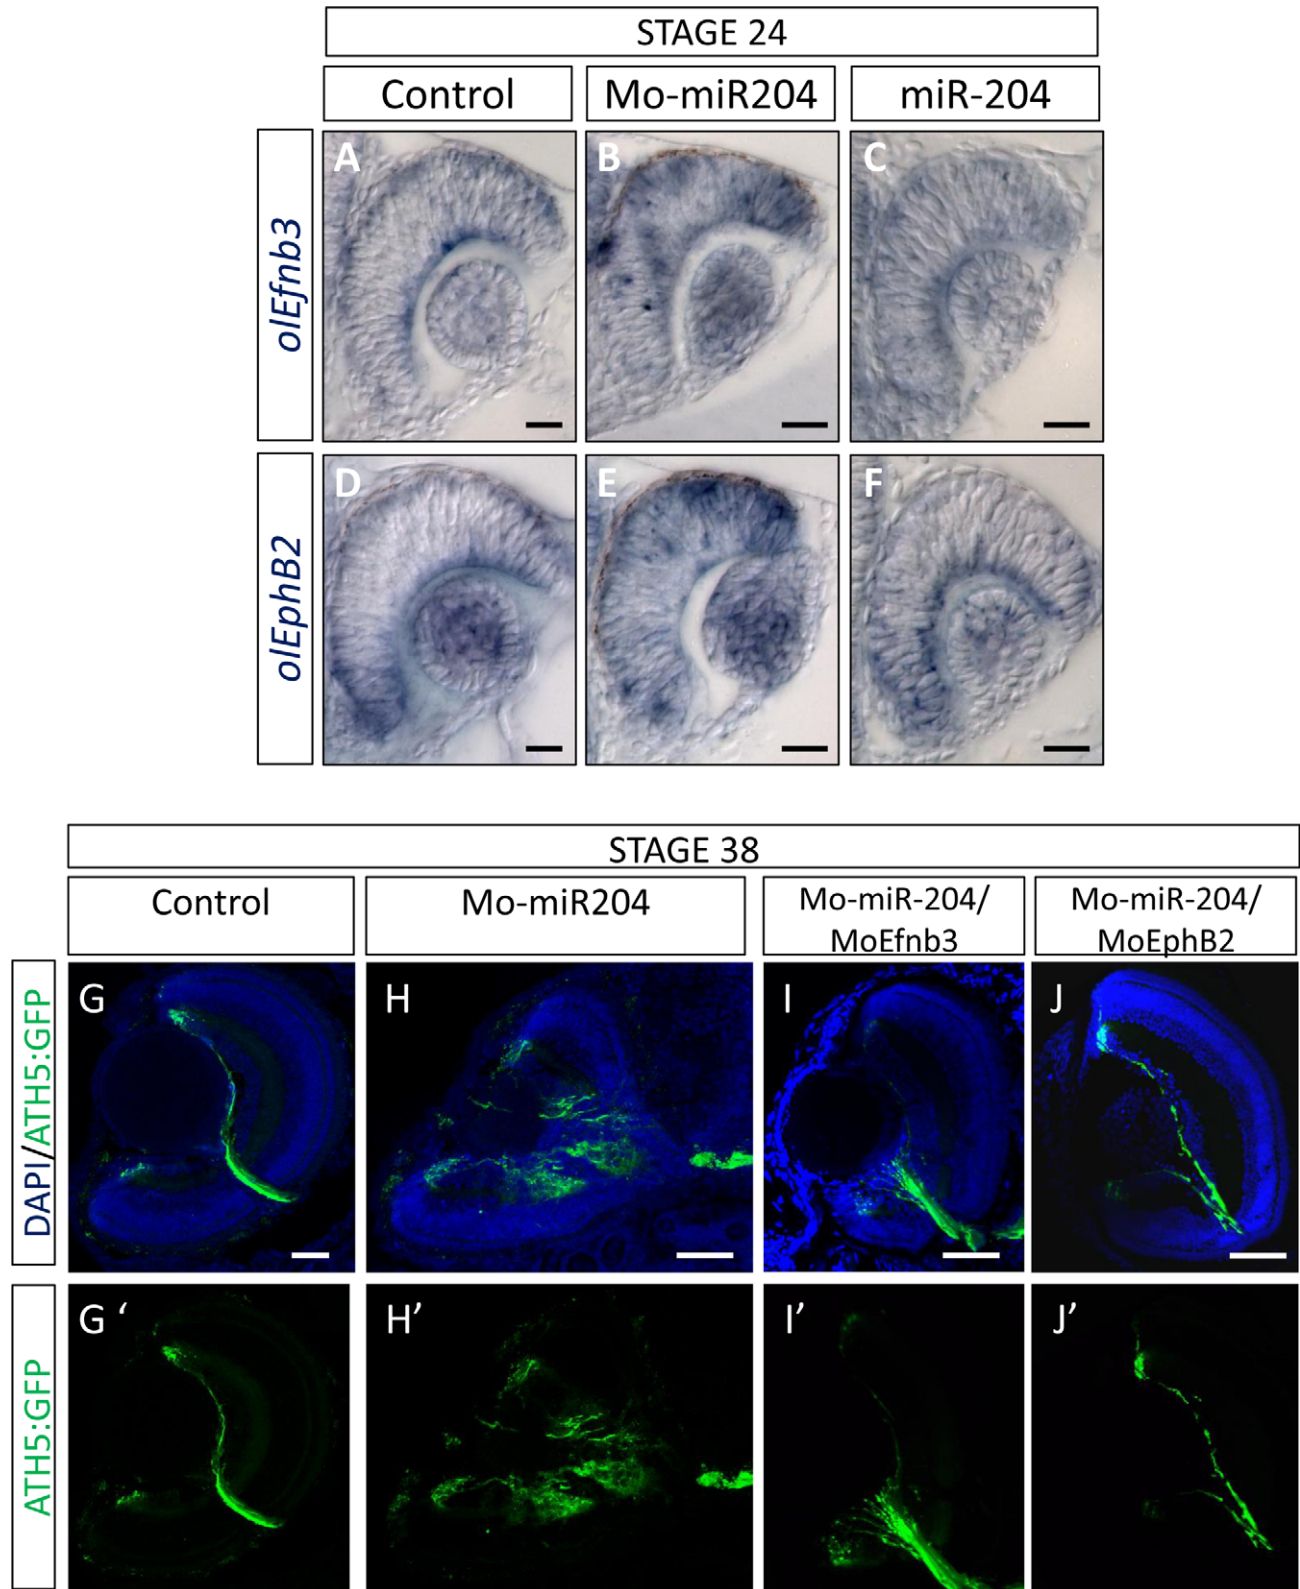 STAGE 24
Control
Mo-miR204
miR-204
olEfnb3
A
B
C
olEphB2
D
E
F
STAGE 38
Control
Mo-miR204
Mo-miR-204/
MoEfnb3
Mo-miR-204/
MoEphB2
DAPI/ATH5:GFP
G
H
I
J
ATH5:GFP
G ‘
H’
I’
J’